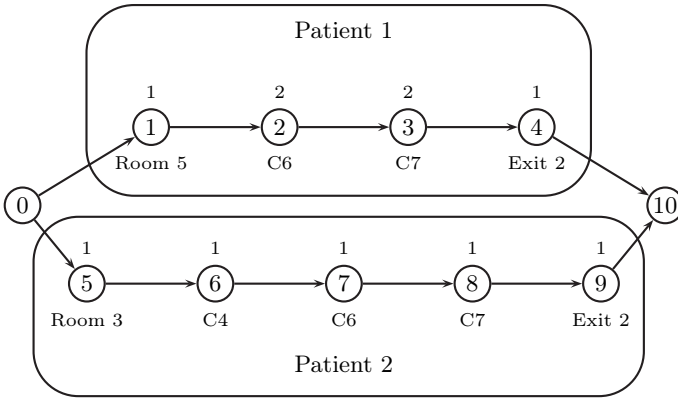 Patient 1
1 2 2 1
1 2 3 4
Room 5 C6 C7 Exit 2
0 10
1 1 1 1 1
5 6 7 8 9
Room 3 C4 C6 C7 Exit 2
Patient 2